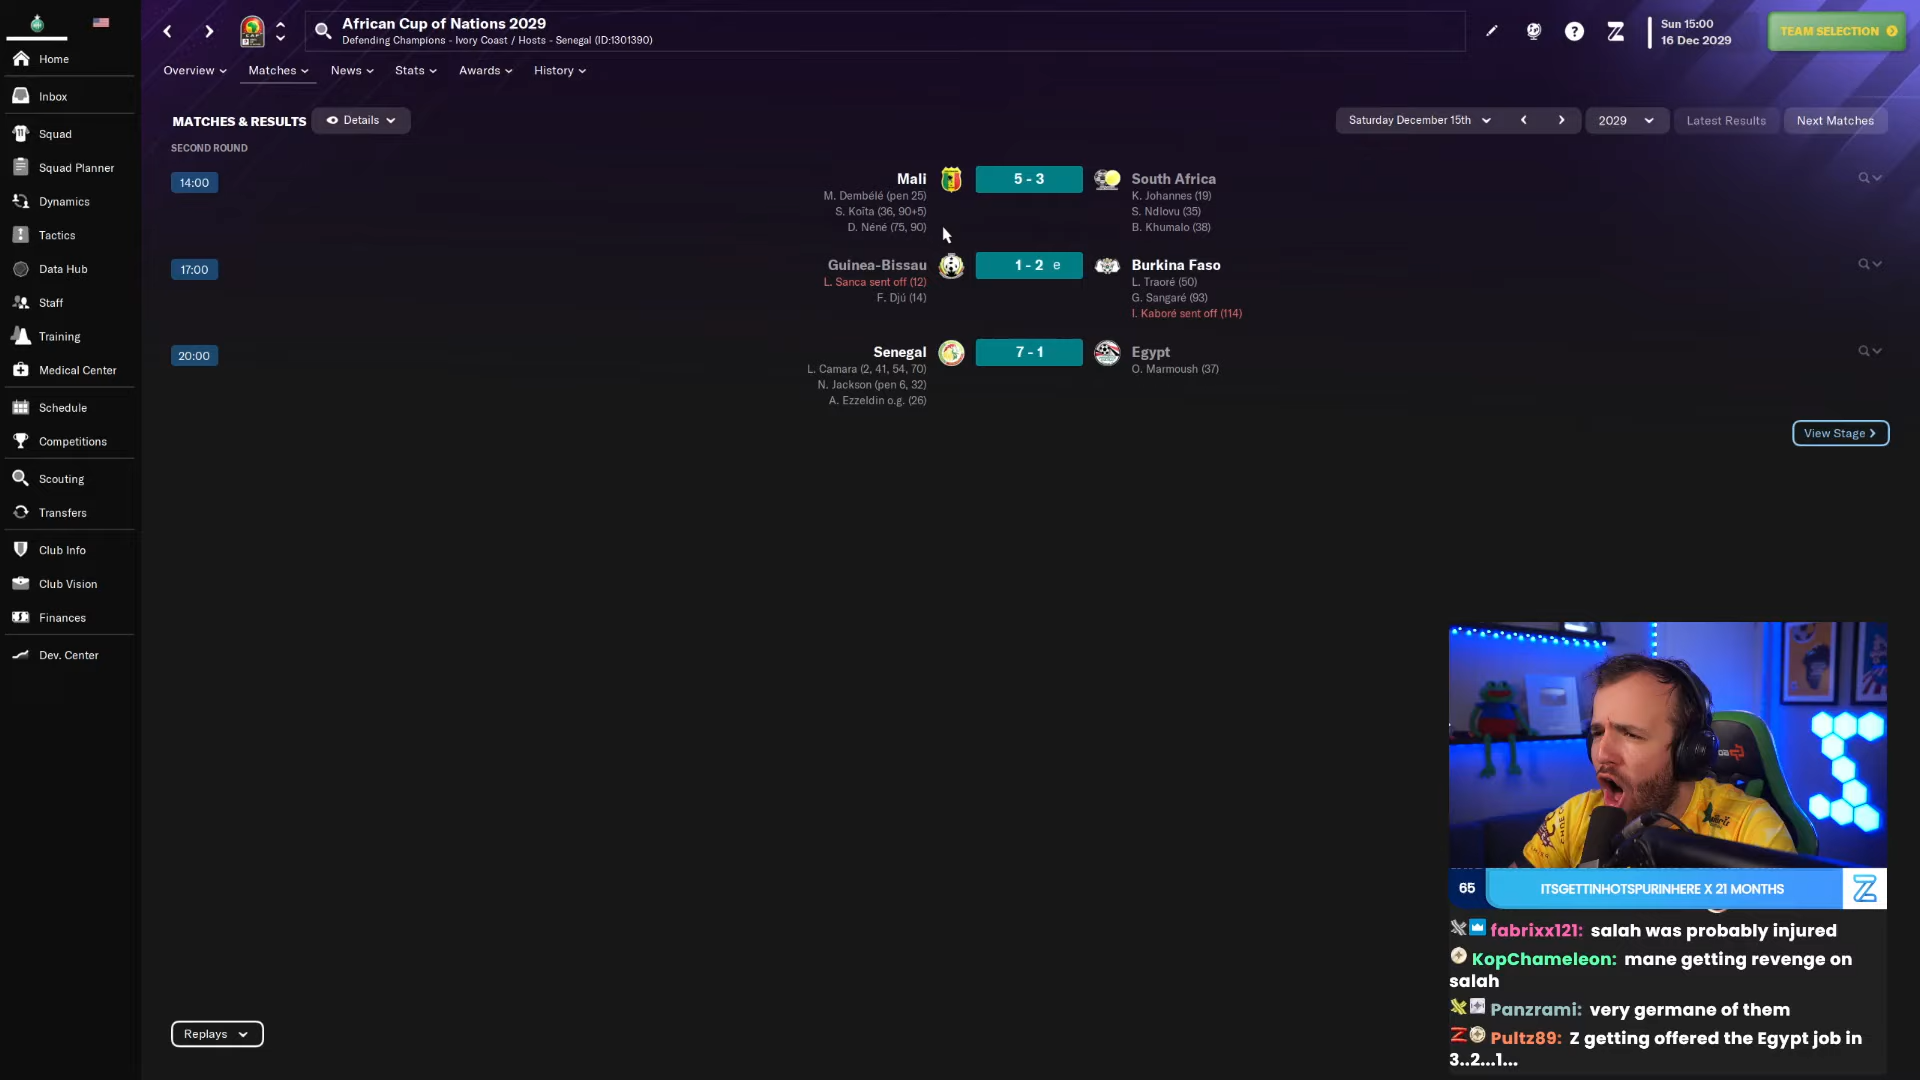 African Cup of Nations 2029
Defending Champions - Ivory Coast / Hosts - Senegal (ID:1301390)
Sun 15:00
16 Dec 2029
TEAM SELECTION
Overview
Matches
News
Stats
Awards
History
Home
Inbox
Squad
Squad Planner
Dynamics
Tactics
Data Hub
Staff
Training
Medical Center
Schedule
Competitions
Scouting
Transfers
Club Info
Club Vision
Finances
Dev. Center
MATCHES & RESULTS
Details
Saturday December 15th
2029
Latest Results
Next Matches
SECOND ROUND
14:00
Mali 5 - 3 South Africa
M. Dembélé (pen 25) K. Johannes (19)
S. Koïta (36, 90+5) S. Ndlovu (35)
D. Néné (75, 90) B. Khumalo (38)
17:00
Guinea-Bissau 1 - 2 e Burkina Faso
L. Sanca sent off (12) L. Traoré (50)
F. Djú (14) G. Sangaré (93)
I. Kaboré sent off (114)
20:00
Senegal 7 - 1 Egypt
L. Camara (2, 41, 54, 70) O. Marmoush (37)
N. Jackson (pen 6, 32)
A. Ezzeldin o.g. (26)
View Stage
Replays
65 ITSGETTINHOTSPURINHERE X 21 MONTHS Z
fabrixx121: salah was probably injured
KopChameleon: mane getting revenge on
salah
Panzrami: very germane of them
Pultz89: Z getting offered the Egypt job in
3..2...1...